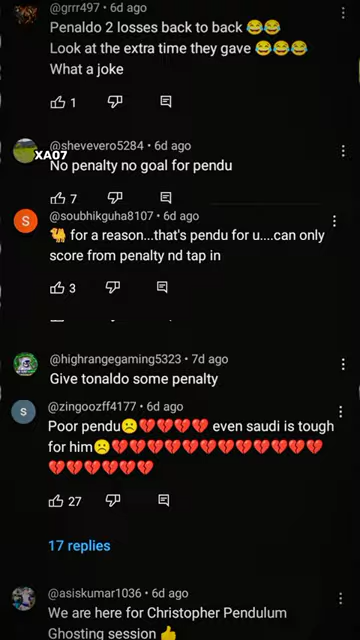 @grrr497 • 6d ago
Penaldo 2 losses back to back 😂😂
Look at the extra time they gave 😂😂😂
What a joke
1
@shevevero5284 • 6d ago
XA07
No penalty no goal for pendu
7
S
@soubhikguha8107 • 6d ago
🐫 for a reason...that's pendu for u....can only
score from penalty nd tap in
3
@highrangegaming5323 • 7d ago
Give tonaldo some penalty
S
@zingoozff4177 • 6d ago
Poor pendu☹️💔💔💔💔 even saudi is tough
for him☹️💔💔💔💔💔💔💔💔💔💔💔💔
💔💔💔💔💔💔
27
17 replies
@asiskumar1036 • 6d ago
We are here for Christopher Pendulum
Ghosting session 👍